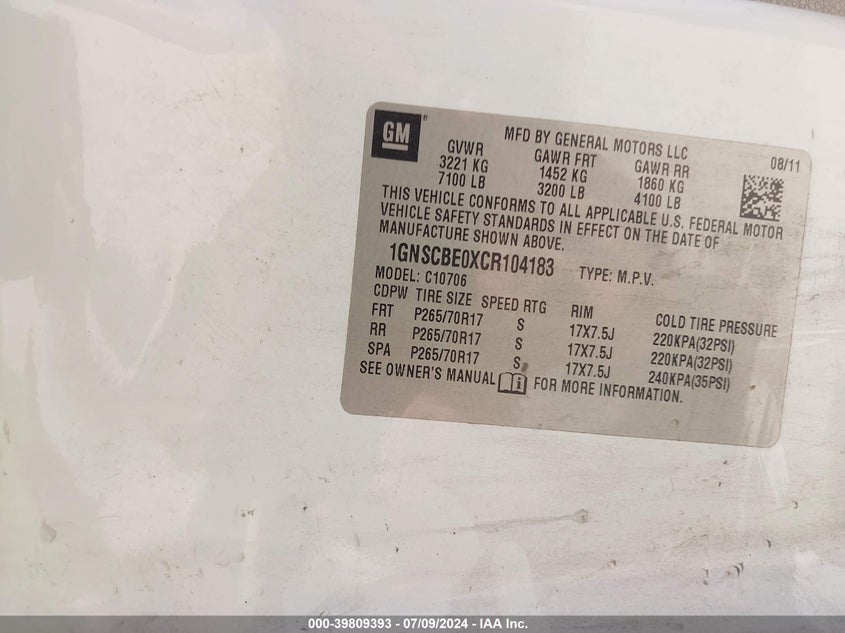 GM ®
MFD BY GENERAL MOTORS LLC
08/11
GVWR GAWR FRT GAWR RR
3221 KG 1452 KG 1860 KG
7100 LB 3200 LB 4100 LB
THIS VEHICLE CONFORMS TO ALL APPLICABLE U.S. FEDERAL MOTOR
VEHICLE SAFETY STANDARDS IN EFFECT ON THE DATE OF
MANUFACTURE SHOWN ABOVE.
1GNSCBE0XCR104183 TYPE: M.P.V.
MODEL: C10706
CDPW TIRE SIZE SPEED RTG RIM COLD TIRE PRESSURE
FRT P265/70R17 S 17X7.5J 220KPA(32PSI)
RR P265/70R17 S 17X7.5J 220KPA(32PSI)
SPA P265/70R17 S 17X7.5J 240KPA(35PSI)
SEE OWNER'S MANUAL FOR MORE INFORMATION.
000-39809393 / 07/09/2024 - IAA Inc.